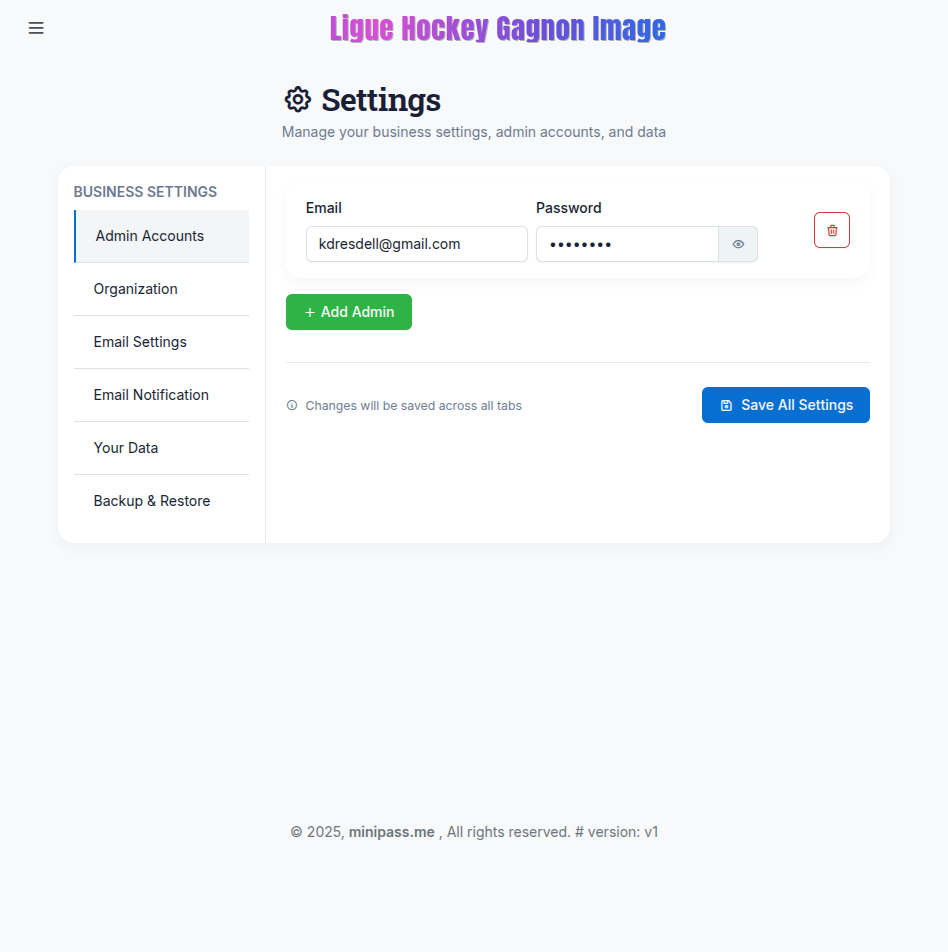 Ligue Hockey Gagnon Image
Settings
Manage your business settings, admin accounts, and data
BUSINESS SETTINGS
Admin Accounts
Organization
Email Settings
Email Notification
Your Data
Backup & Restore
Email
Password
kdresdell@gmail.com
••••••••
+ Add Admin
Changes will be saved across all tabs
Save All Settings
© 2025, minipass.me , All rights reserved. # version: v1